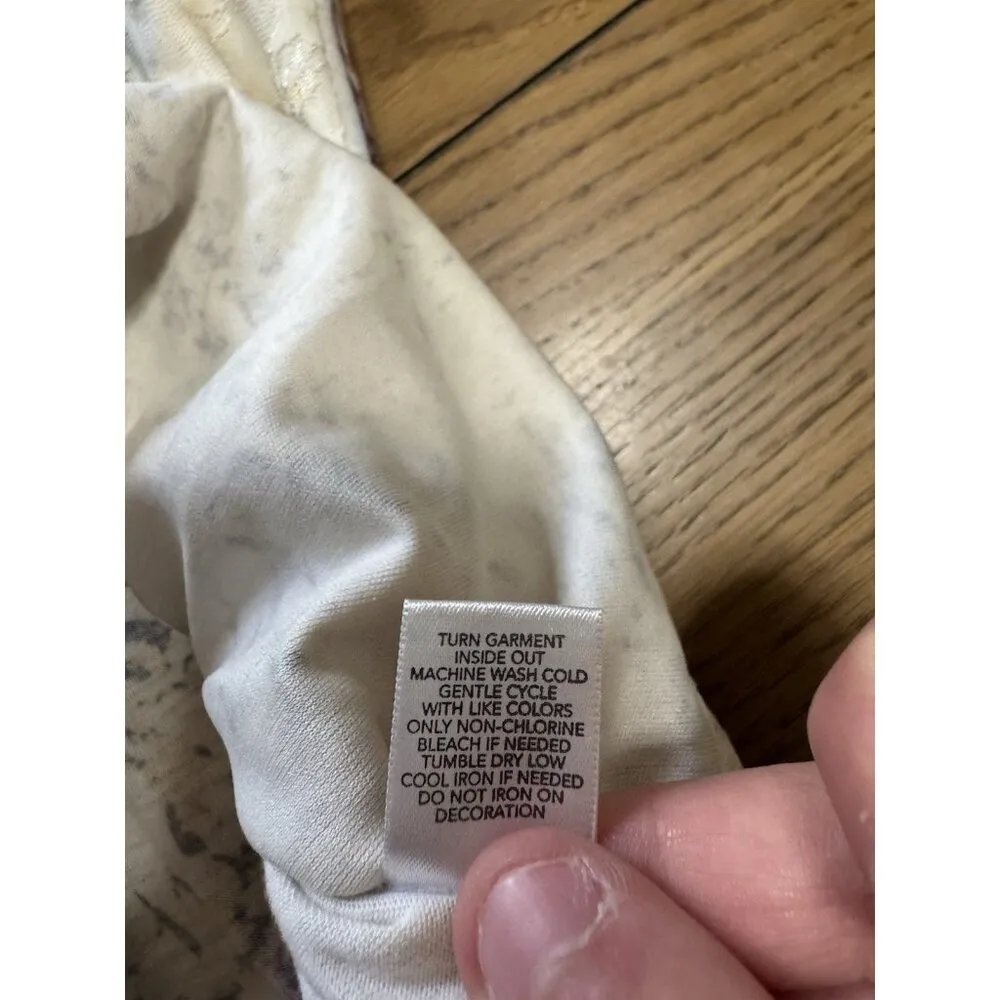 TURN GARMENT
INSIDE OUT
MACHINE WASH COLD
GENTLE CYCLE
WITH LIKE COLORS
ONLY NON-CHLORINE
BLEACH IF NEEDED
TUMBLE DRY LOW
COOL IRON IF NEEDED
DO NOT IRON ON
DECORATION